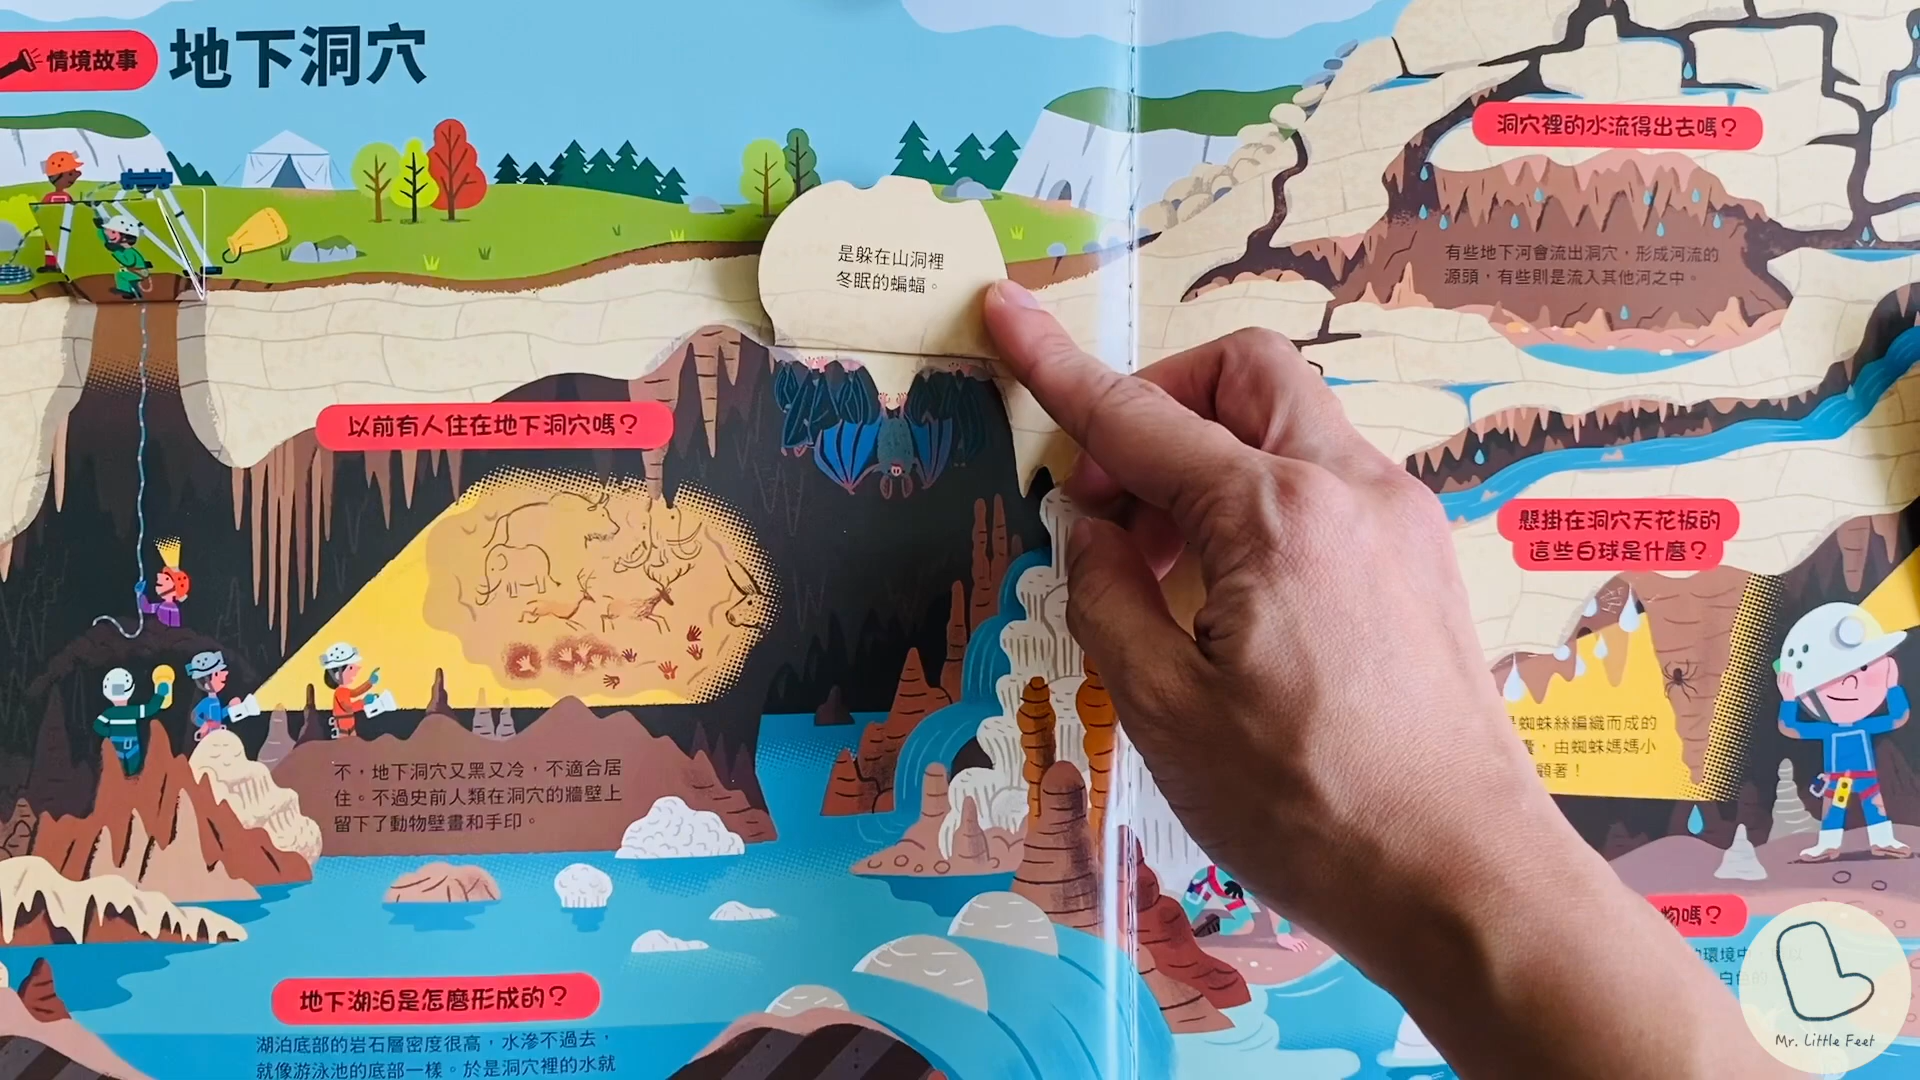 情境故事
地下洞穴
洞穴裡的水流得出去嗎？
有些地下河會流出洞穴，形成河流的
源頭，有些則是流入其他河之中。
是躲在山洞裡
冬眠的蝙蝠。
以前有人住在地下洞穴嗎？
不，地下洞穴又黑又冷，不適合居
住。不過史前人類在洞穴的牆壁上
留下了動物壁畫和手印。
懸掛在洞穴天花板的
這些白球是什麼？
蜘蛛絲編織而成的
，由蜘蛛媽媽小
顧著！
物嗎？
環境中
白色的
地下湖泊是怎麼形成的？
湖泊底部的岩石層密度很高，水滲不過去，
就像游泳池的底部一樣。於是洞穴裡的水就
Mr. Little Feet